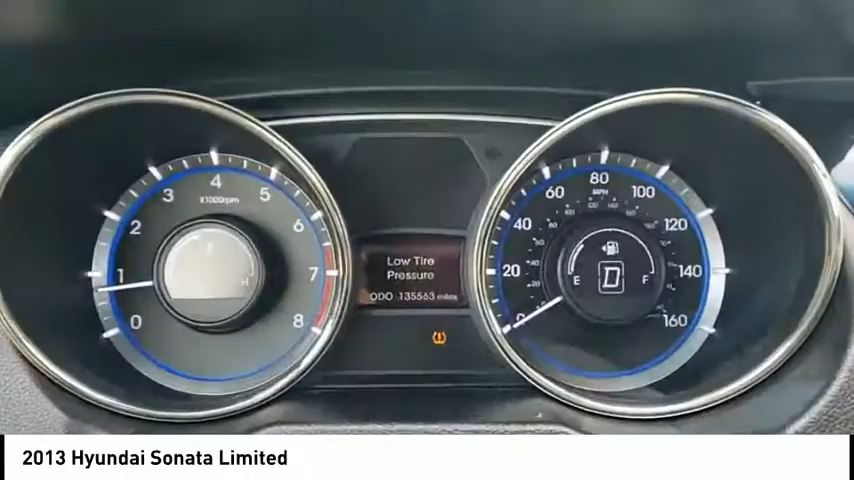 0
1
2
3
4
5
6
7
8
X1000rpm
H
Low Tire
Pressure
ODO 135563 miles
20
40
60
80
100
120
140
160
MPH
E
F
D
2013 Hyundai Sonata Limited